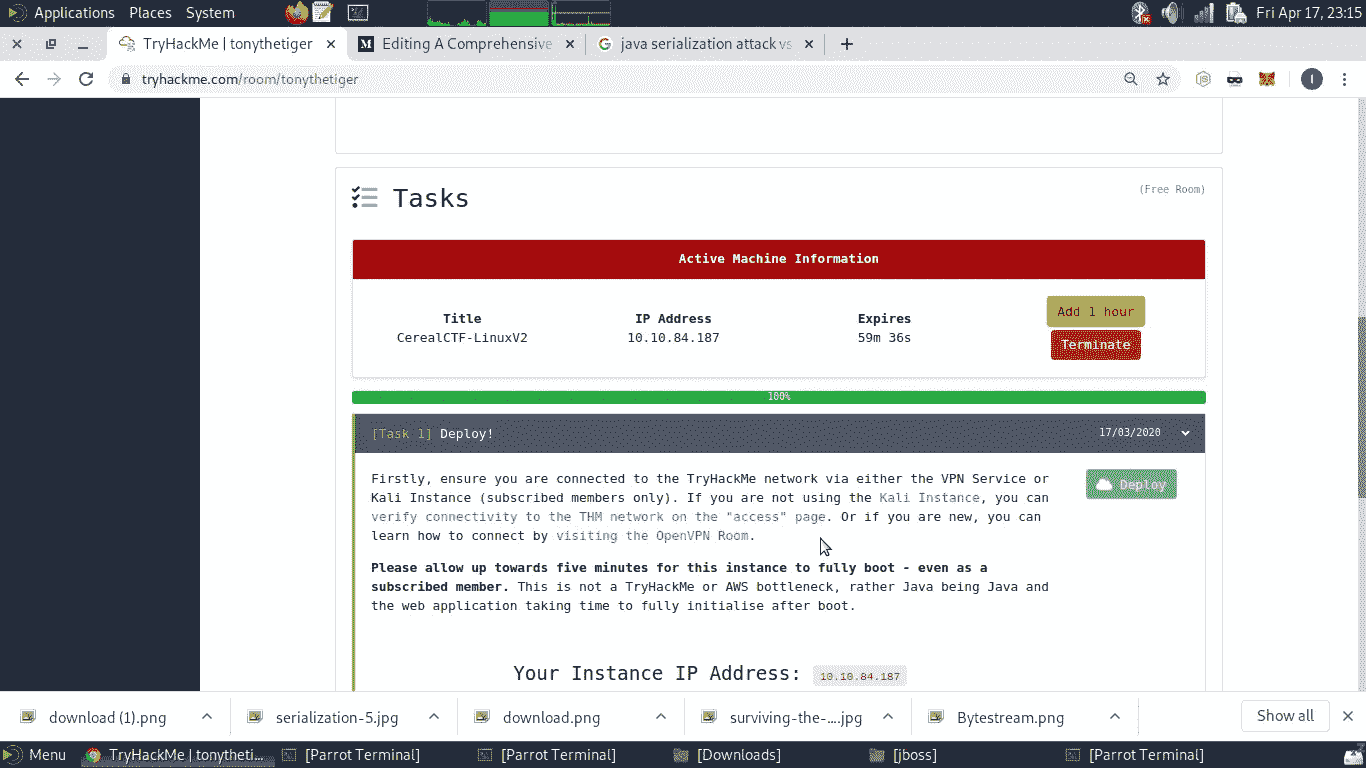 Applications Places System Fri Apr 17, 23:15
TryHackMe | tonythetiger Editing A Comprehensive java serialization attack vs
tryhackme.com/room/tonythetiger I
Tasks (Free Room)
Active Machine Information
Title IP Address Expires Add 1 hour
CerealCTF-LinuxV2 10.10.84.187 59m 36s
Terminate
100%
[Task 1] Deploy! 17/03/2020
Firstly, ensure you are connected to the TryHackMe network via either the VPN Service or
Deploy
Kali Instance (subscribed members only). If you are not using the Kali Instance, you can
verify connectivity to the THM network on the "access" page. Or if you are new, you can
learn how to connect by visiting the OpenVPN Room.
Please allow up towards five minutes for this instance to fully boot - even as a
subscribed member. This is not a TryHackMe or AWS bottleneck, rather Java being Java and
the web application taking time to fully initialise after boot.
Your Instance IP Address: 10.10.84.187
download (1).png serialization-5.jpg download.png surviving-the-....jpg Bytestream.png Show all
Menu TryHackMe | tonytheti... [Parrot Terminal] [Parrot Terminal] [Downloads] [jboss] [Parrot Terminal]